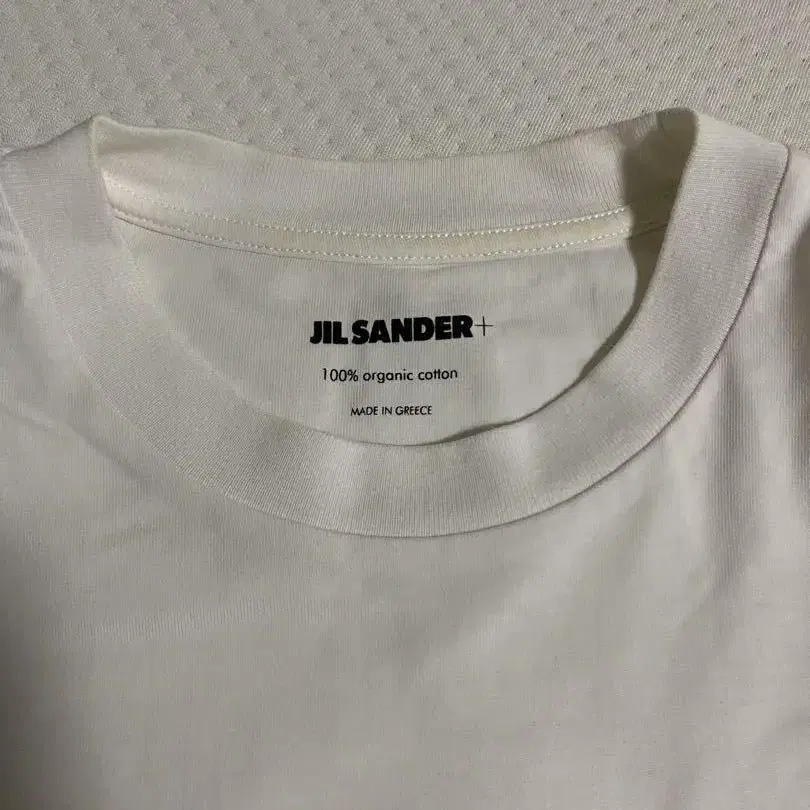 JIL SANDER+
100% organic cotton
MADE IN GREECE